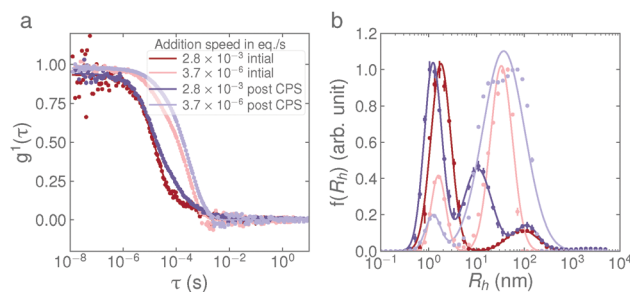 a
b
Addition speed in eq./s
2.8 × 10⁻³ intial
3.7 × 10⁻⁶ intial
2.8 × 10⁻³ post CPS
3.7 × 10⁻⁶ post CPS
g¹(τ)
1.00
0.75
0.50
0.25
0.00
10⁻⁸ 10⁻⁶ 10⁻⁴ 10⁻² 10⁰
τ (s)
f(R_h) (arb. unit)
1.2
1.0
0.8
0.6
0.4
0.2
0.0
10⁻¹ 10⁰ 10¹ 10² 10³ 10⁴
R_h (nm)